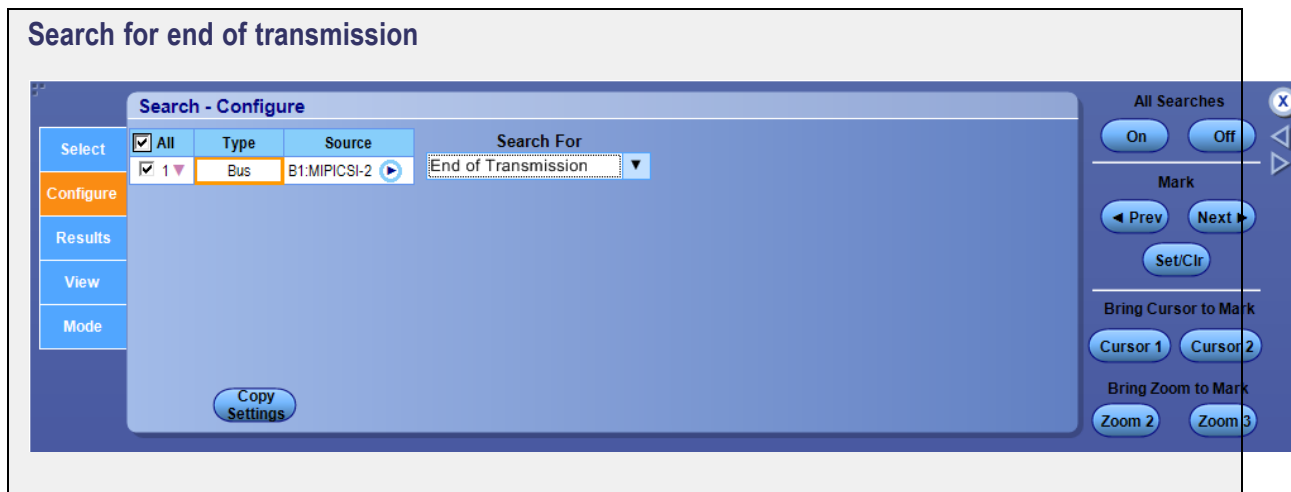 Search for end of transmission
Search - Configure
Select
Configure
Results
View
Mode
All Type Source
1 Bus B1:MIPICSI-2
Search For
End of Transmission
Copy
Settings
All Searches
X
On Off
Mark
◄ Prev Next ►
Set/Clr
Bring Cursor to Mark
Cursor 1 Cursor 2
Bring Zoom to Mark
Zoom 2 Zoom 3